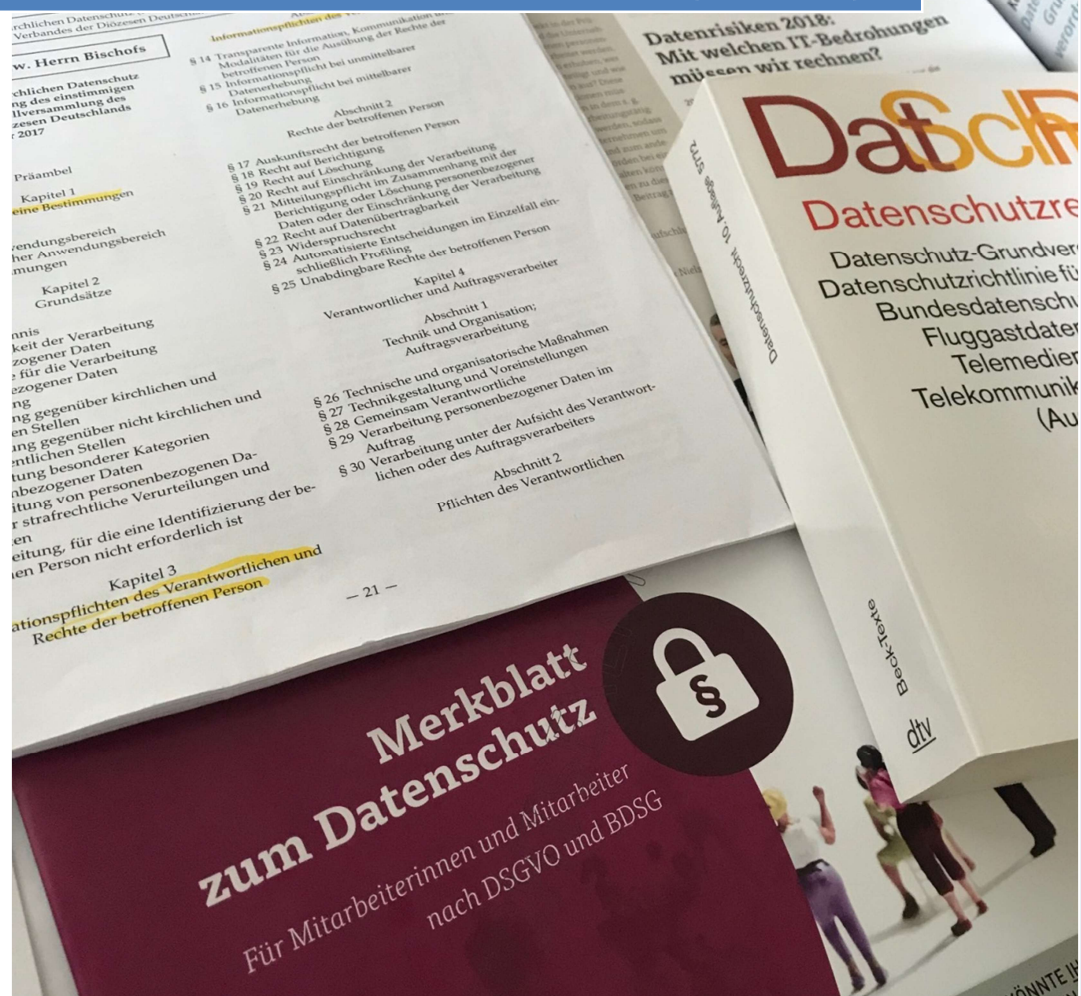 rchlichen Datenschutz
Verbandes der Diözesen Deutsch
w. Herrn Bischofs
chlichen Datenschutz
ng des einstimmigen
llversammlung des
zesen Deutschlands
2017
Präambel
Kapitel 1
eine Bestimmungen
wendungsbereich
her Anwendungsbereich
mungen
Kapitel 2
Grundsätze
nnis
keit der Verarbeitung
zogener Daten
für die Verarbeitung
ezogener Daten
ng
ng gegenüber kirchlichen und
en Stellen
ung gegenüber nicht kirchlichen und
entlichen Stellen
tung besonderer Kategorien
nbezogener Daten
itung von personenbezogenen Da-
r strafrechtliche Verurteilungen und
en
eitung, für die eine Identifizierung der be-
en Person nicht erforderlich ist
Kapitel 3
ationspflichten des Verantwortlichen und
Rechte der betroffenen Person
Informationspflichten des
§ 14 Transparente Information, Kommunikation
Modalitäten für die Ausübung der Rechte der
betroffenen Person
§ 15 Informationspflicht bei unmittelbarer
Datenerhebung
§ 16 Informationspflicht bei mittelbarer
Datenerhebung
Abschnitt 2
Rechte der betroffenen Person
§ 17 Auskunftsrecht der betroffenen Person
§ 18 Recht auf Berichtigung
§ 19 Recht auf Löschung
§ 20 Recht auf Einschränkung der Verarbeitung
§ 21 Mitteilungspflicht im Zusammenhang mit der
Berichtigung oder Löschung personenbezogener
Daten oder der Einschränkung der Verarbeitung
§ 22 Recht auf Datenübertragbarkeit
§ 23 Widerspruchsrecht
§ 24 Automatisierte Entscheidungen im Einzelfall ein-
schließlich Profiling
§ 25 Unabdingbare Rechte der betroffenen Person
Kapitel 4
Verantwortlicher und Auftragsverarbeiter
Abschnitt 1
Technik und Organisation;
Auftragsverarbeitung
§ 26 Technische und organisatorische Maßnahmen
§ 27 Technikgestaltung und Voreinstellungen
§ 28 Gemeinsam Verantwortliche
§ 29 Verarbeitung personenbezogener Daten im
Auftrag
§ 30 Verarbeitung unter der Aufsicht des Verantwort-
lichen oder des Auftragsverarbeiters
Abschnitt 2
Pflichten des Verantwortlichen
— 21 —
Datenrisiken 2018:
Mit welchen IT-Bedrohungen
müssen wir rechnen?
DatSchR
Datenschutzre
Datenschutz-Grundver
Datenschutzrichtlinie fü
Bundesdatenschu
Fluggastdaten
Telemedien
Telekommunik
(Au
Datenschutzrecht 10. Auflage 5772
Beck-Texte
dtv
Merkblatt
zum Datenschutz
Für Mitarbeiterinnen und Mitarbeiter
nach DSGVO und BDSG
§
ÖNNTE IH